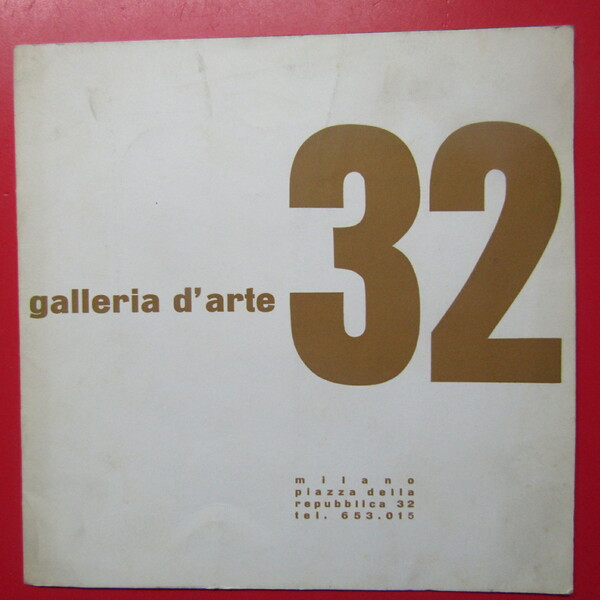 galleria d'arte 32
milano
piazza della
repubblica 32
tel. 653.015